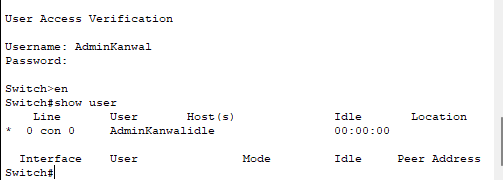 User Access Verification
Username: AdminKanwal
Password:
Switch>en
Switch#show user
Line User Host(s) Idle Location
* 0 con 0 AdminKanwalidle 00:00:00
Interface User Mode Idle Peer Address
Switch#